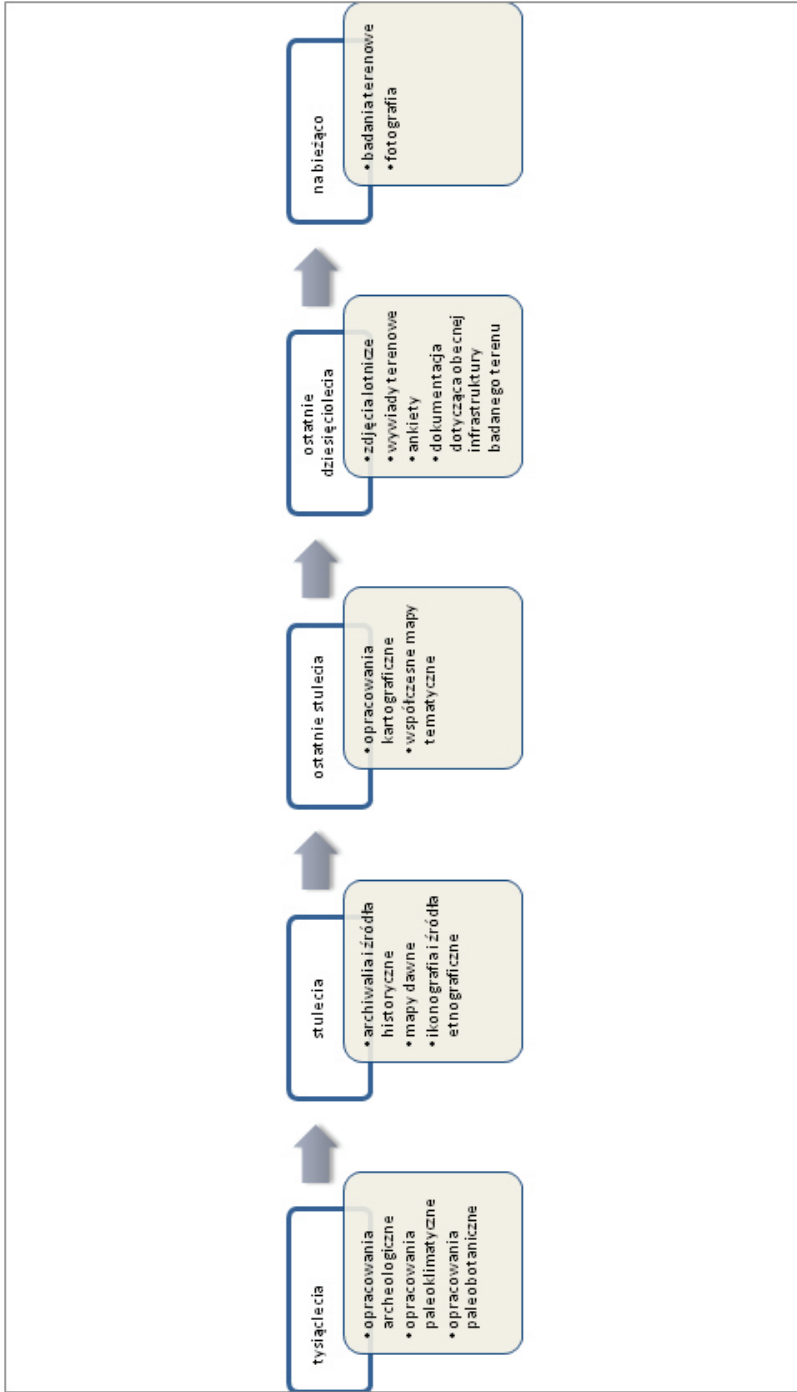 tysiąclecia
• opracowania
archeologiczne
• opracowania
paleoklimatyczne
• opracowania
paleobotaniczne
stulecia
• archiwalia i źródła
historyczne
• mapy dawne
• ikonografia i źródła
etnograficzne
ostatnie stulecia
• opracowania
kartograficzne
• współczesne mapy
tematyczne
ostatnie
dziesięciolecia
• zdjęcia lotnicze
• wywiady terenowe
• ankiety
• dokumentacja
dotycząca obecnej
infrastruktury
badanego terenu
na bieżąco
• badania terenowe
• fotografia